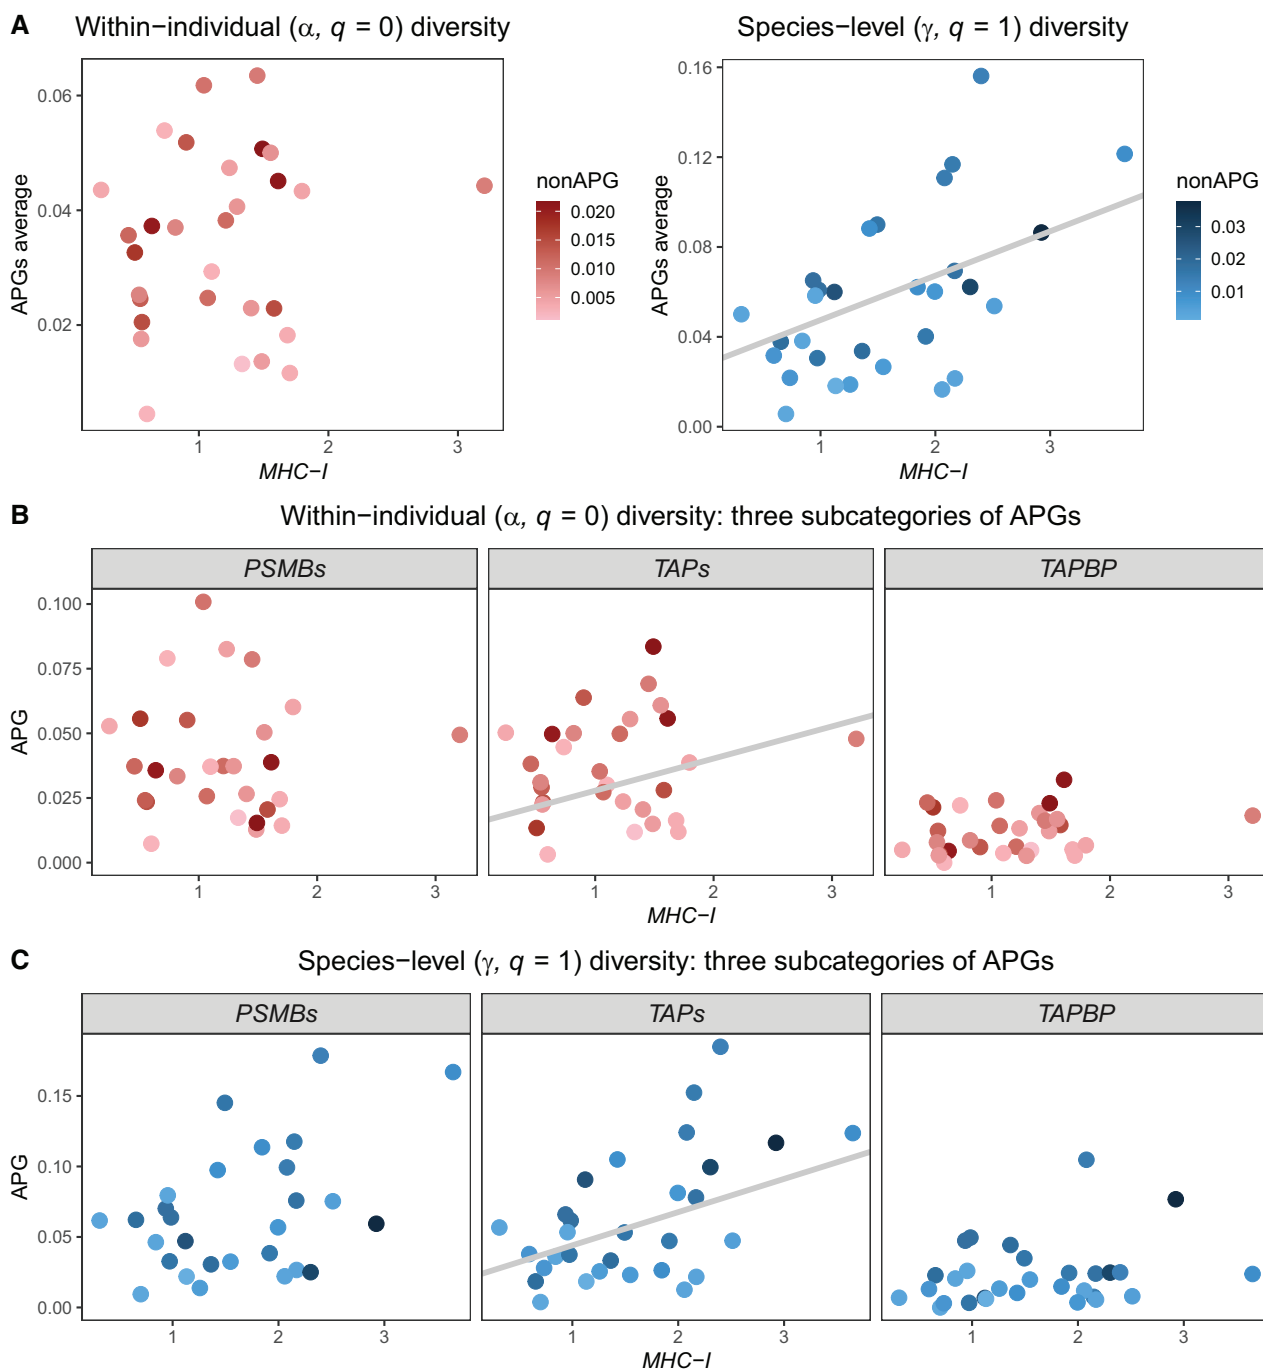 A
Within−individual (α, q = 0) diversity
Species−level (γ, q = 1) diversity
0.06
0.04
0.02
APGs average
1 2 3
MHC−I
nonAPG
0.020
0.015
0.010
0.005
0.16
0.12
0.08
0.04
0.00
APGs average
1 2 3
MHC−I
nonAPG
0.03
0.02
0.01
B
Within−individual (α, q = 0) diversity: three subcategories of APGs
PSMBs TAPs TAPBP
0.100
0.075
0.050
0.025
0.000
APG
1 2 3 1 2 3 1 2 3
MHC−I
C
Species−level (γ, q = 1) diversity: three subcategories of APGs
PSMBs TAPs TAPBP
0.15
0.10
0.05
0.00
APG
1 2 3 1 2 3 1 2 3
MHC−I